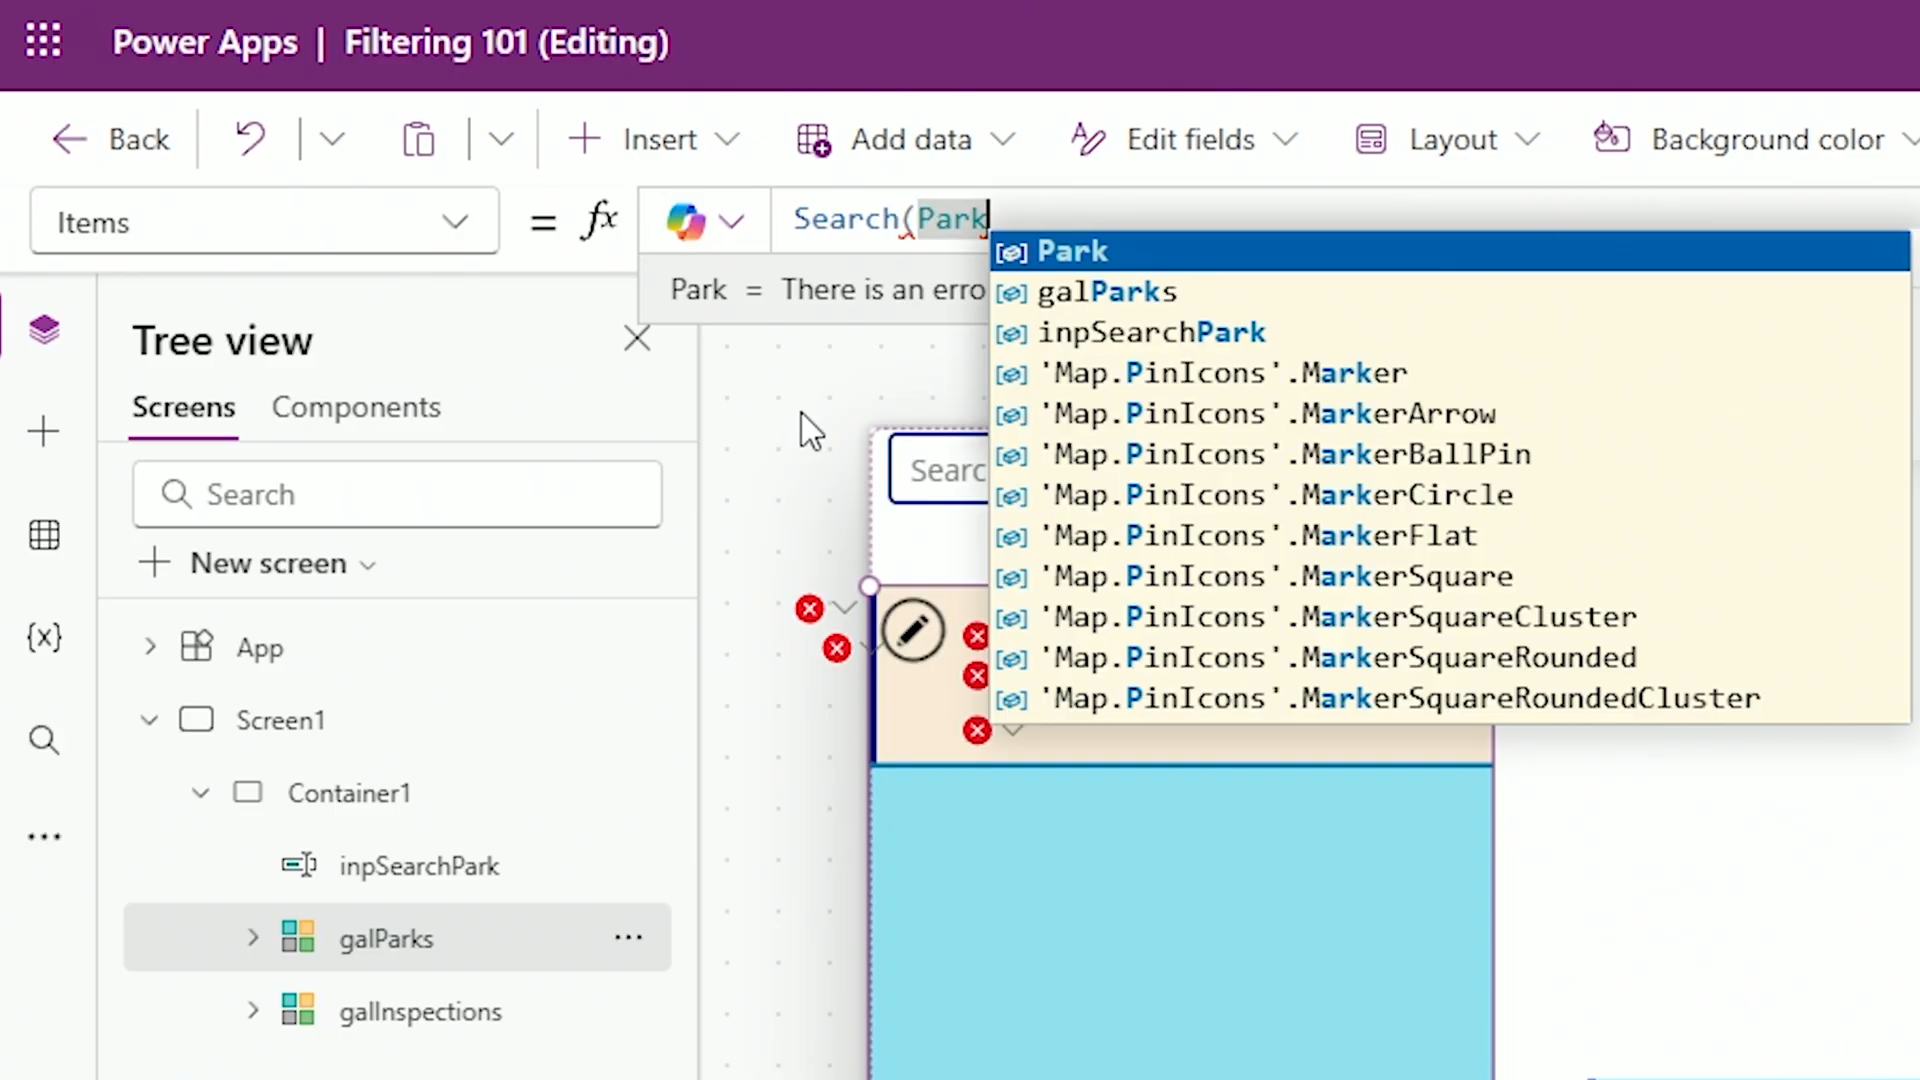 Power Apps | Filtering 101 (Editing)
Back
Insert
Add data
Edit fields
Layout
Background color
Items
= fx
Search(Park
Park = There is an erro
Park
galParks
inpSearchPark
'Map.PinIcons'.Marker
'Map.PinIcons'.MarkerArrow
'Map.PinIcons'.MarkerBallPin
'Map.PinIcons'.MarkerCircle
'Map.PinIcons'.MarkerFlat
'Map.PinIcons'.MarkerSquare
'Map.PinIcons'.MarkerSquareCluster
'Map.PinIcons'.MarkerSquareRounded
'Map.PinIcons'.MarkerSquareRoundedCluster
Tree view
Screens
Components
Search
New screen
App
Screen1
Container1
inpSearchPark
galParks
galInspections
Searc